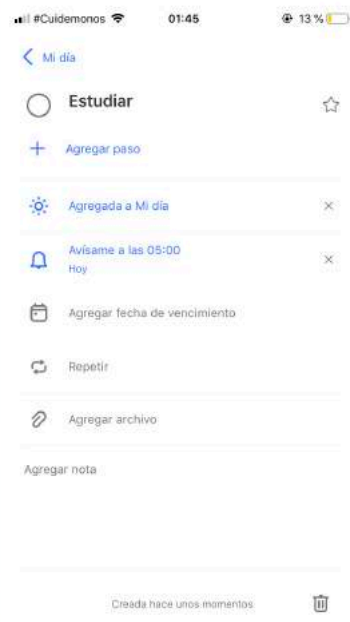 #Cuídemonos 01:45 13 %
Mi día
Estudiar
Agregar paso
Agregada a Mi día
Avísame a las 05:00
Hoy
Agregar fecha de vencimiento
Repetir
Agregar archivo
Agregar nota
Creada hace unos momentos